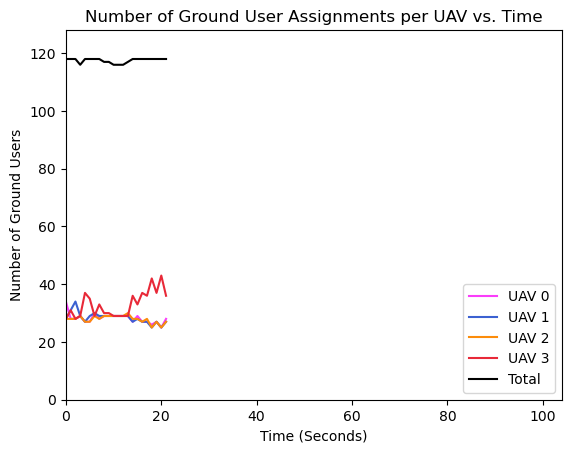 Number of Ground User Assignments per UAV vs. Time
Number of Ground Users
120
100
80
60
40
20
0
UAV 0
UAV 1
UAV 2
UAV 3
Total
0 20 40 60 80 100
Time (Seconds)